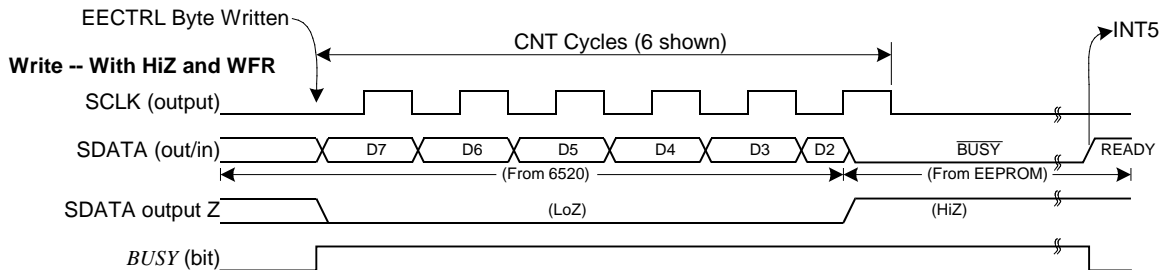 EECTRL Byte Written
INT5
CNT Cycles (6 shown)
Write -- With HiZ and WFR
SCLK (output)
SDATA (out/in) D7 D6 D5 D4 D3 D2 BUSY READY
(From 6520) (From EEPROM)
SDATA output Z (LoZ) (HiZ)
BUSY (bit)